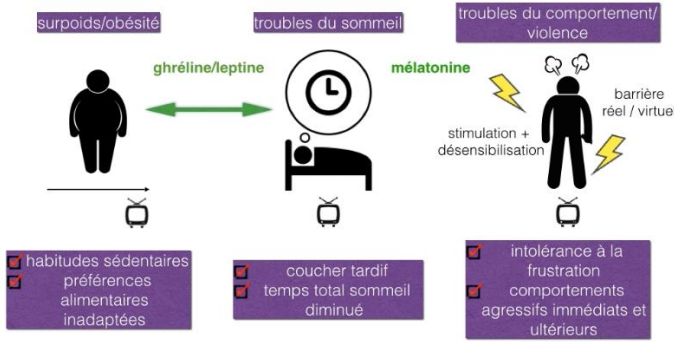 surpoids/obésité
troubles du sommeil
troubles du comportement/
violence
ghréline/leptine
mélatonine
barrière
réel / virtuel
stimulation +
désensibilisation
habitudes sédentaires
préférences
alimentaires
inadaptées
coucher tardif
temps total sommeil
diminué
intolérance à la
frustration
comportements
agressifs immédiats et
ultérieurs